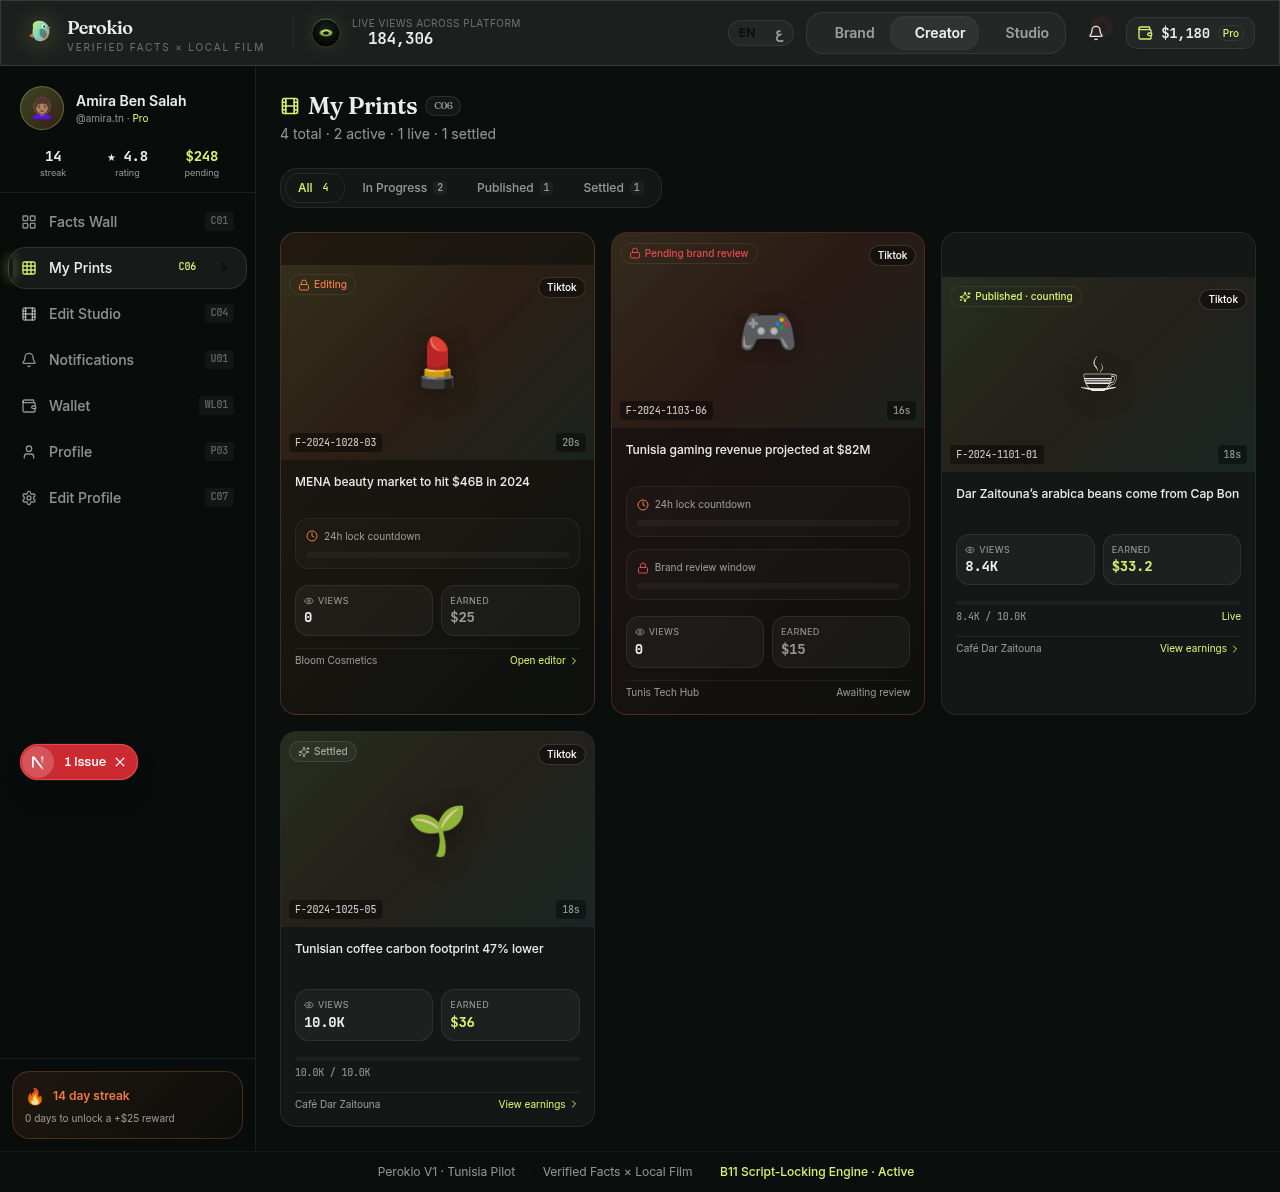 Perokio
VERIFIED FACTS × LOCAL FILM
LIVE VIEWS ACROSS PLATFORM
184,306
EN ع
Brand Creator Studio
$1,180 Pro
Amira Ben Salah
@amira.tn · Pro
14 ★ 4.8 $248
streak rating pending
Facts Wall C01
My Prints C06
Edit Studio C04
Notifications U01
Wallet WL01
Profile P03
Edit Profile C07
1 Issue
🔥 14 day streak
0 days to unlock a +$25 reward
My Prints C06
4 total · 2 active · 1 live · 1 settled
All 4 In Progress 2 Published 1 Settled 1
Editing Tiktok
F-2024-1028-03 20s
MENA beauty market to hit $46B in 2024
24h lock countdown
VIEWS EARNED
0 $25
Bloom Cosmetics Open editor
Pending brand review Tiktok
F-2024-1103-06 16s
Tunisia gaming revenue projected at $82M
24h lock countdown
Brand review window
VIEWS EARNED
0 $15
Tunis Tech Hub Awaiting review
Published · counting Tiktok
F-2024-1101-01 18s
Dar Zaitouna’s arabica beans come from Cap Bon
VIEWS EARNED
8.4K $33.2
8.4K / 10.0K Live
Café Dar Zaitouna View earnings
Settled Tiktok
F-2024-1025-05 18s
Tunisian coffee carbon footprint 47% lower
VIEWS EARNED
10.0K $36
10.0K / 10.0K
Café Dar Zaitouna View earnings
Perokio V1 · Tunisia Pilot · Verified Facts × Local Film · B11 Script-Locking Engine · Active